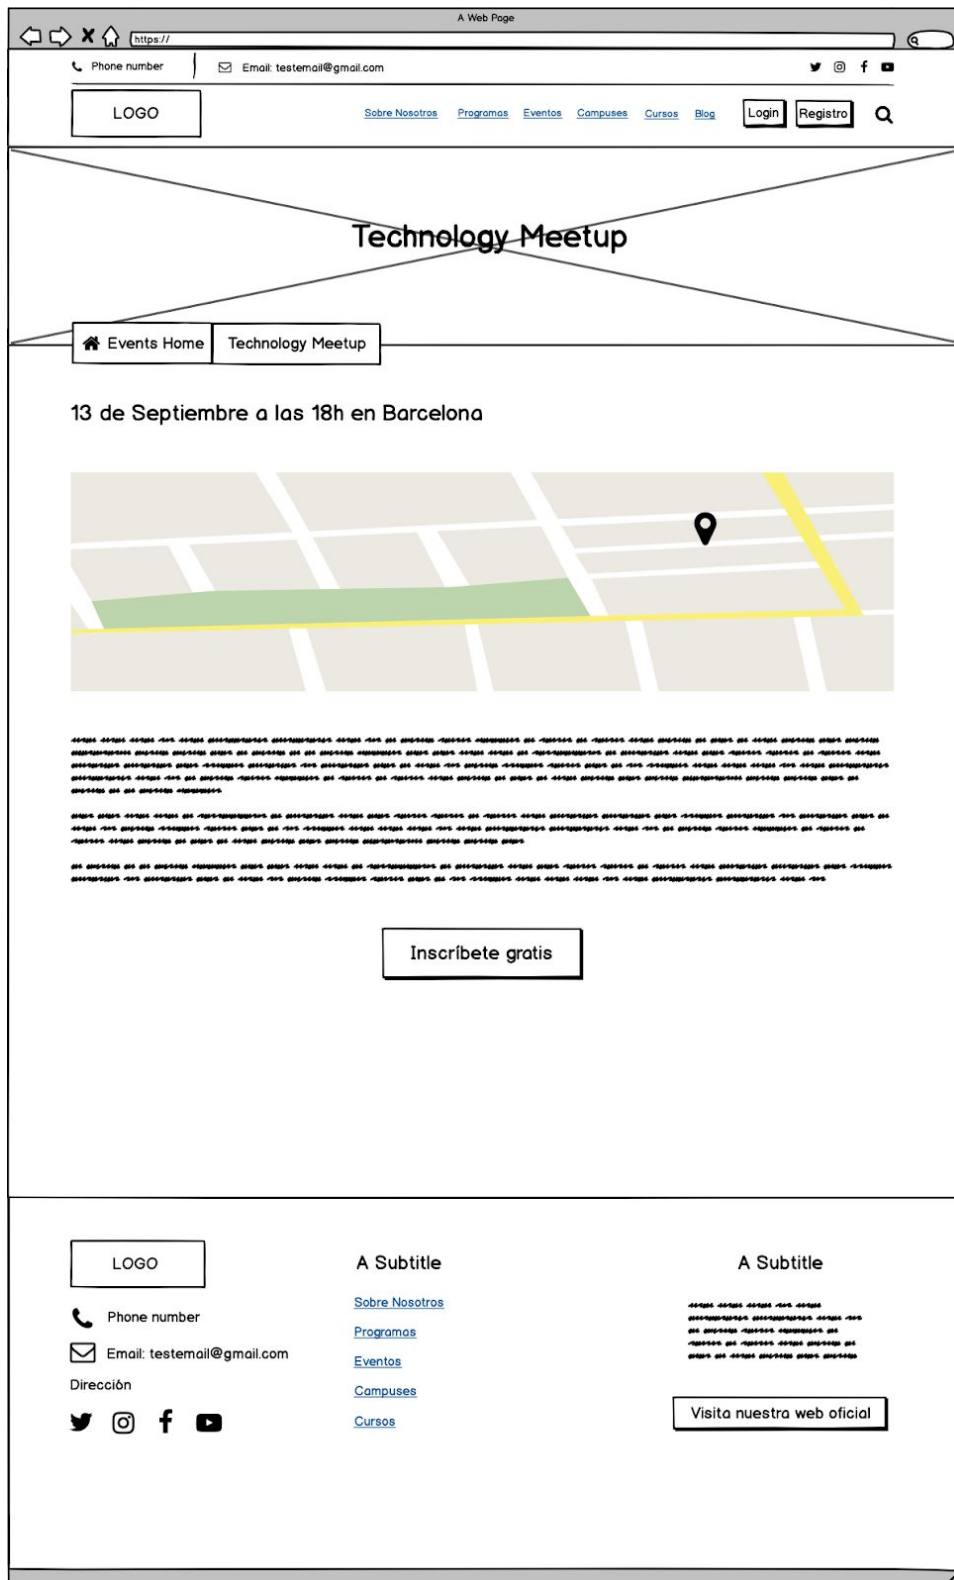 A Web Page
https://
Phone number
Email: testemail@gmail.com
LOGO
Sobre Nosotros
Programas
Eventos
Campuses
Cursos
Blog
Login
Registro
Technology Meetup
Events Home
Technology Meetup
13 de Septiembre a las 18h en Barcelona
Inscríbete gratis
LOGO
Phone number
Email: testemail@gmail.com
Dirección
A Subtitle
Sobre Nosotros
Programas
Eventos
Campuses
Cursos
A Subtitle
Visita nuestra web oficial